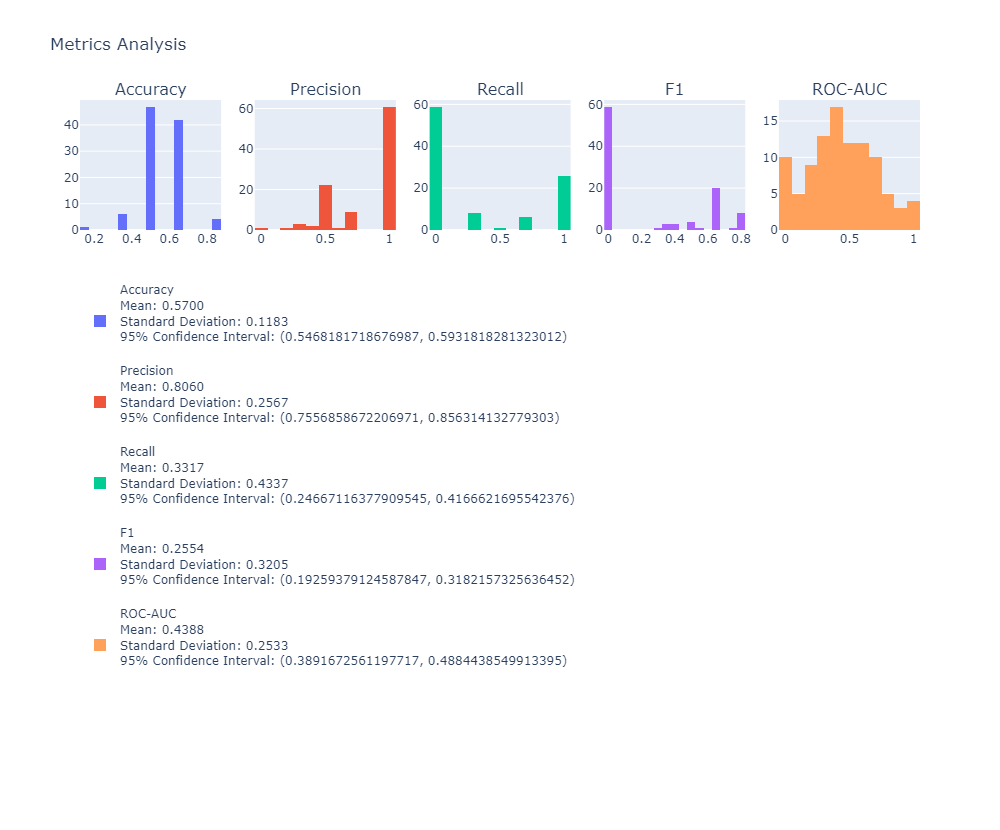 Metrics Analysis
Accuracy
Precision
Recall
F1
ROC-AUC
0
10
20
30
40
0.2
0.4
0.6
0.8
0
20
40
60
0
0.5
1
0
20
40
60
0
0.5
1
0
20
40
60
0
0.2
0.4
0.6
0.8
0
5
10
15
0
0.5
1
Accuracy
Mean: 0.5700
Standard Deviation: 0.1183
95% Confidence Interval: (0.5468181718676987, 0.5931818281323012)
Precision
Mean: 0.8060
Standard Deviation: 0.2567
95% Confidence Interval: (0.7556858672206971, 0.856314132779303)
Recall
Mean: 0.3317
Standard Deviation: 0.4337
95% Confidence Interval: (0.24667116377909545, 0.4166621695542376)
F1
Mean: 0.2554
Standard Deviation: 0.3205
95% Confidence Interval: (0.19259379124587847, 0.3182157325636452)
ROC-AUC
Mean: 0.4388
Standard Deviation: 0.2533
95% Confidence Interval: (0.3891672561197717, 0.4884438549913395)